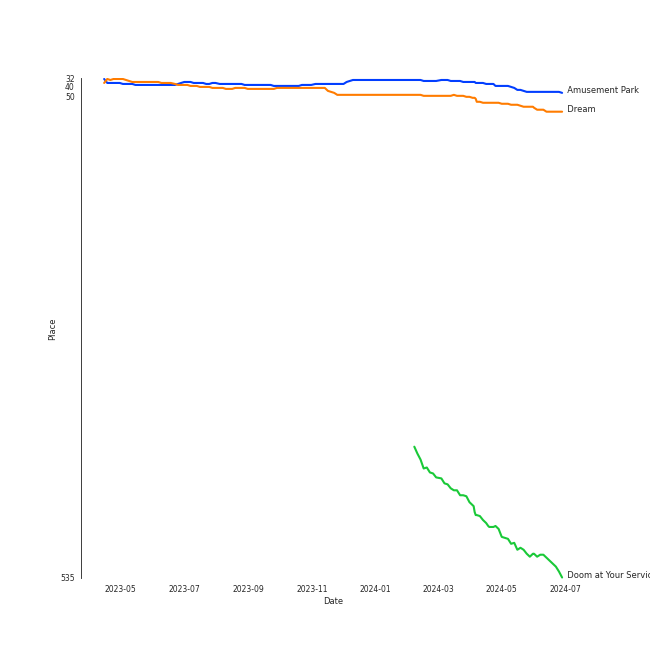 32
40
50
Amusement Park
Dream
Place
Doom at Your Servic
535
2023-05 2023-07 2023-09 2023-11 2024-01 2024-03 2024-05 2024-07
Date